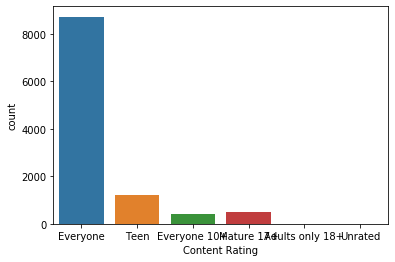 8000
6000
4000
2000
0
count
Everyone Teen Everyone 10+ Mature 17+ Adults only 18+ Unrated
Content Rating